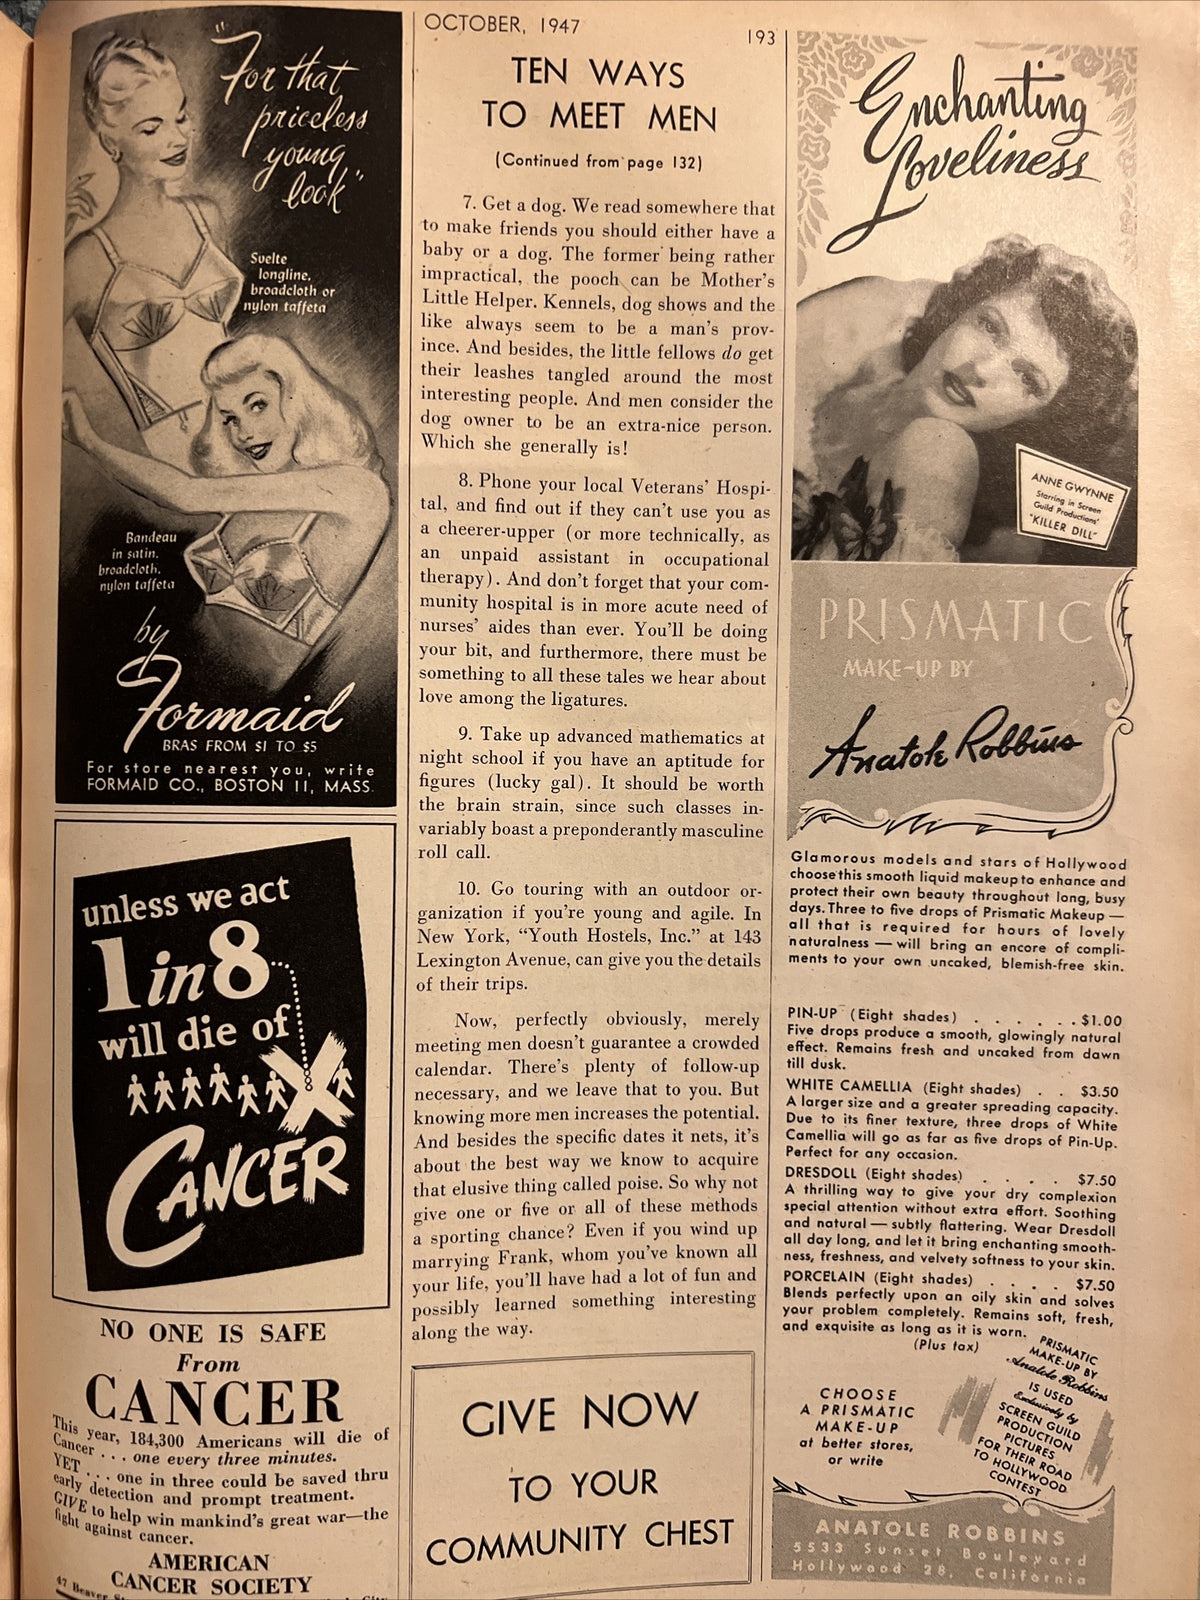 "For that
priceless
young
look"
Svelte
longline,
broadcloth or
nylon taffeta
Bandeau
in satin,
broadcloth,
nylon taffeta
by
Formaid
BRAS FROM $1 TO $5
For store nearest you, write
FORMAID CO., BOSTON 11, MASS.
unless we act
1 in 8
will die of
CANCER
NO ONE IS SAFE
From
CANCER
This year, 184,300 Americans will die of
Cancer . . . one every three minutes.
YET . . . one in three could be saved thru
early detection and prompt treatment.
GIVE to help win mankind's great war—the
fight against cancer.
AMERICAN
CANCER SOCIETY
47 Beaver
OCTOBER, 1947
193
TEN WAYS
TO MEET MEN
(Continued from page 132)
7. Get a dog. We read somewhere that
to make friends you should either have a
baby or a dog. The former being rather
impractical, the pooch can be Mother's
Little Helper. Kennels, dog shows and the
like always seem to be a man's prov-
ince. And besides, the little fellows do get
their leashes tangled around the most
interesting people. And men consider the
dog owner to be an extra-nice person.
Which she generally is!
8. Phone your local Veterans' Hospi-
tal, and find out if they can't use you as
a cheerer-upper (or more technically, as
an unpaid assistant in occupational
therapy). And don't forget that your com-
munity hospital is in more acute need of
nurses' aides than ever. You'll be doing
your bit, and furthermore, there must be
something to all these tales we hear about
love among the ligatures.
9. Take up advanced mathematics at
night school if you have an aptitude for
figures (lucky gal). It should be worth
the brain strain, since such classes in-
variably boast a preponderantly masculine
roll call.
10. Go touring with an outdoor or-
ganization if you're young and agile. In
New York, "Youth Hostels, Inc." at 143
Lexington Avenue, can give you the details
of their trips.
Now, perfectly obviously, merely
meeting men doesn't guarantee a crowded
calendar. There's plenty of follow-up
necessary, and we leave that to you. But
knowing more men increases the potential.
And besides the specific dates it nets, it's
about the best way we know to acquire
that elusive thing called poise. So why not
give one or five or all of these methods
a sporting chance? Even if you wind up
marrying Frank, whom you've known all
your life, you'll have had a lot of fun and
possibly learned something interesting
along the way.
GIVE NOW
TO YOUR
COMMUNITY CHEST
Enchanting
Loveliness
ANNE GWYNNE
Starring in Screen
Guild Productions'
"KILLER DILL"
PRISMATIC
MAKE-UP BY
Anatole Robbins
Glamorous models and stars of Hollywood
choose this smooth liquid makeup to enhance and
protect their own beauty throughout long, busy
days. Three to five drops of Prismatic Makeup —
all that is required for hours of lovely
naturalness — will bring an encore of compli-
ments to your own uncaked, blemish-free skin.
PIN-UP (Eight shades) . . . . . . $1.00
Five drops produce a smooth, glowingly natural
effect. Remains fresh and uncaked from dawn
till dusk.
WHITE CAMELLIA (Eight shades) . . $3.50
A larger size and a greater spreading capacity.
Due to its finer texture, three drops of White
Camellia will go as far as five drops of Pin-Up.
Perfect for any occasion.
DRESDOLL (Eight shades) . . . . $7.50
A thrilling way to give your dry complexion
special attention without extra effort. Soothing
and natural — subtly flattering. Wear Dresdoll
all day long, and let it bring enchanting smooth-
ness, freshness, and velvety softness to your skin.
PORCELAIN (Eight shades) . . . . $7.50
Blends perfectly upon an oily skin and solves
your problem completely. Remains soft, fresh,
and exquisite as long as it is worn.
(Plus tax)
CHOOSE
A PRISMATIC
MAKE-UP
at better stores,
or write
PRISMATIC
MAKE-UP BY
Anatole Robbins
IS USED
Exclusively by
SCREEN GUILD
PRODUCTION
PICTURES
FOR THEIR ROAD
TO HOLLYWOOD
CONTEST
ANATOLE ROBBINS
5533 Sunset Boulevard
Hollywood 28, California